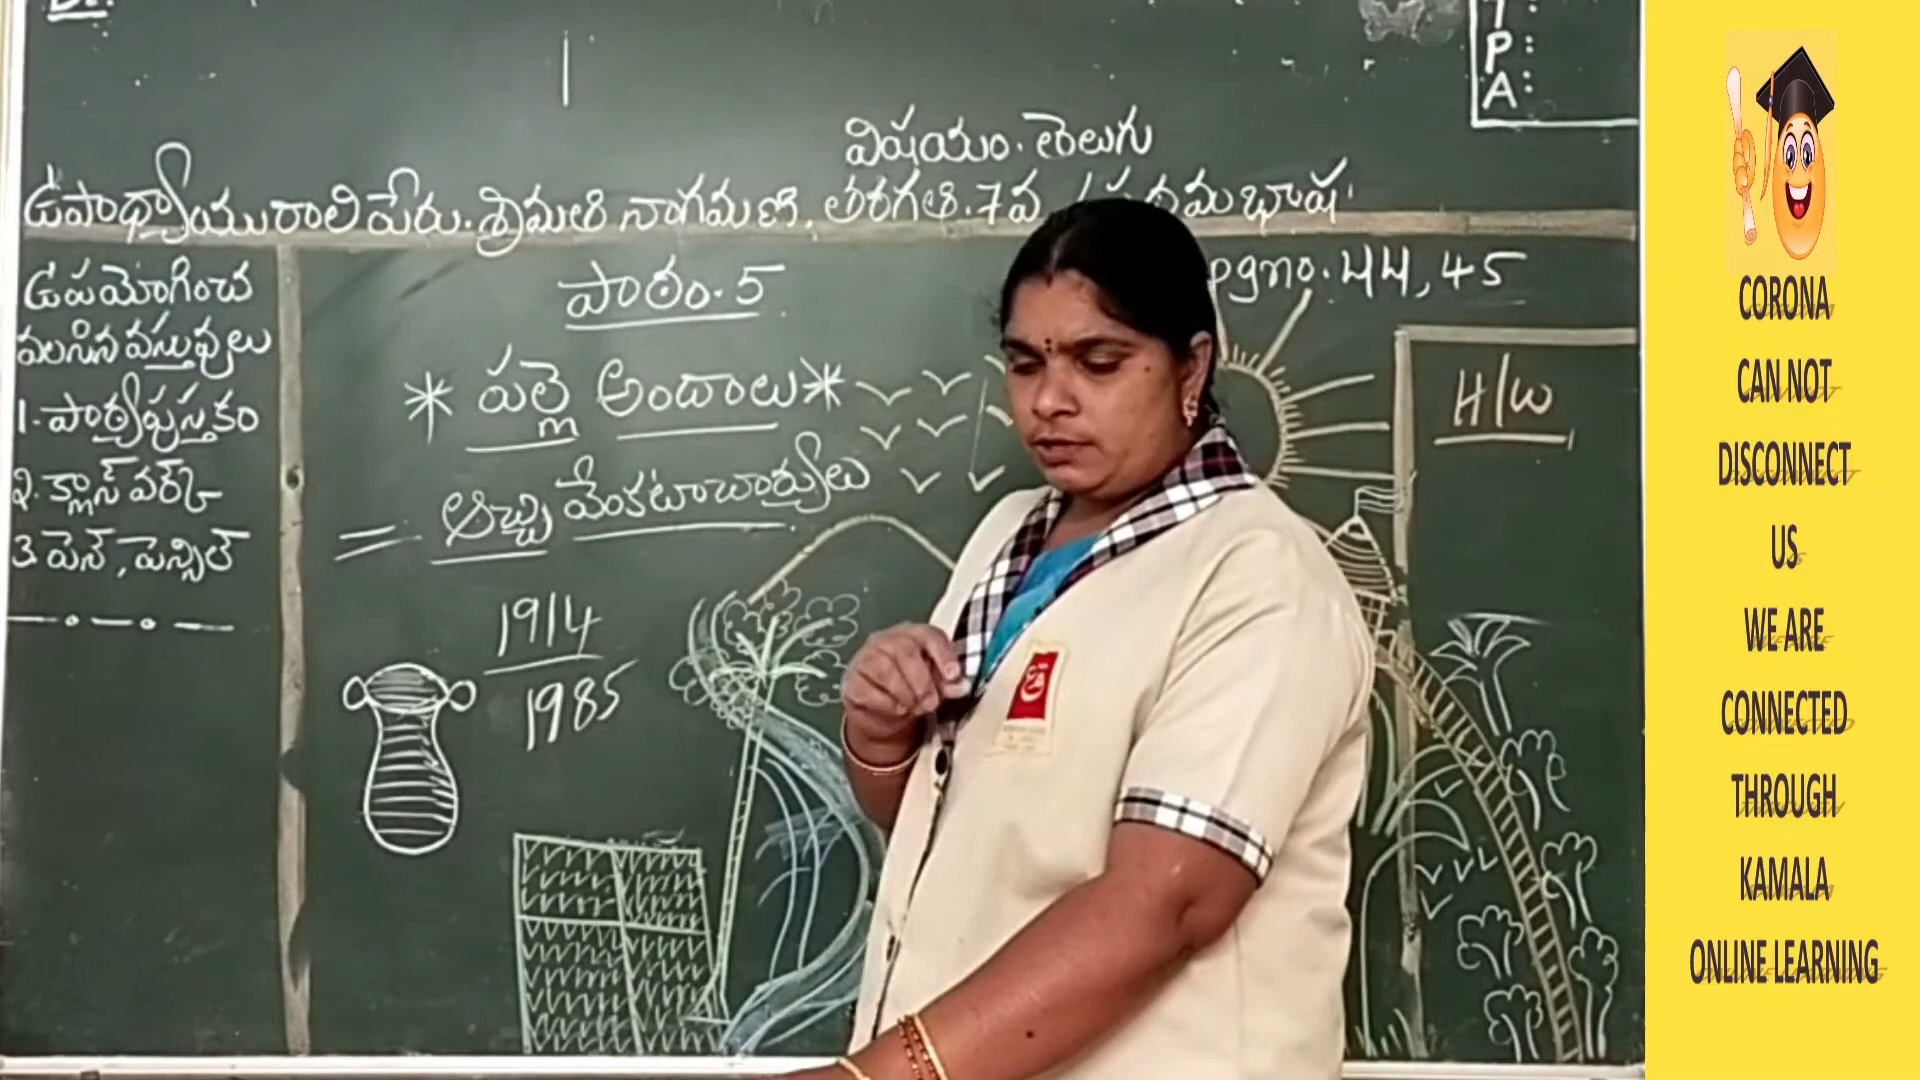 విషయం. తెలుగు
ఉపాధ్యాయురాలి పేరు. శ్రీమతి నాగమణి. తరగతి. 7వ
భాష.
ఉపయోగించ
వలసిన వస్తువులు
1. పాఠ్యపుస్తకం
2. క్లాస్ వర్క్
3. పెన్, పెన్సిల్
పాఠం. 5
pgno. 44, 45
* పల్లె అందాలు *
= ఆచ్చి వేంకటాచార్యులు
1914
1985
H/W
P :
A :
CORONA
CAN NOT
DISCONNECT
US
WE ARE
CONNECTED
THROUGH
KAMALA
ONLINE LEARNING